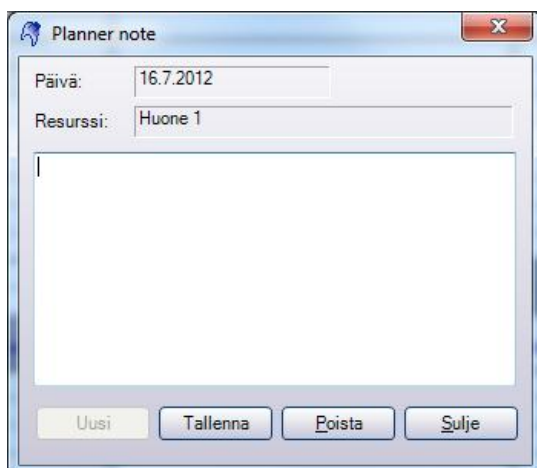 Planner note
Päivä: 16.7.2012
Resurssi: Huone 1
Uusi Tallenna Poista Sulje